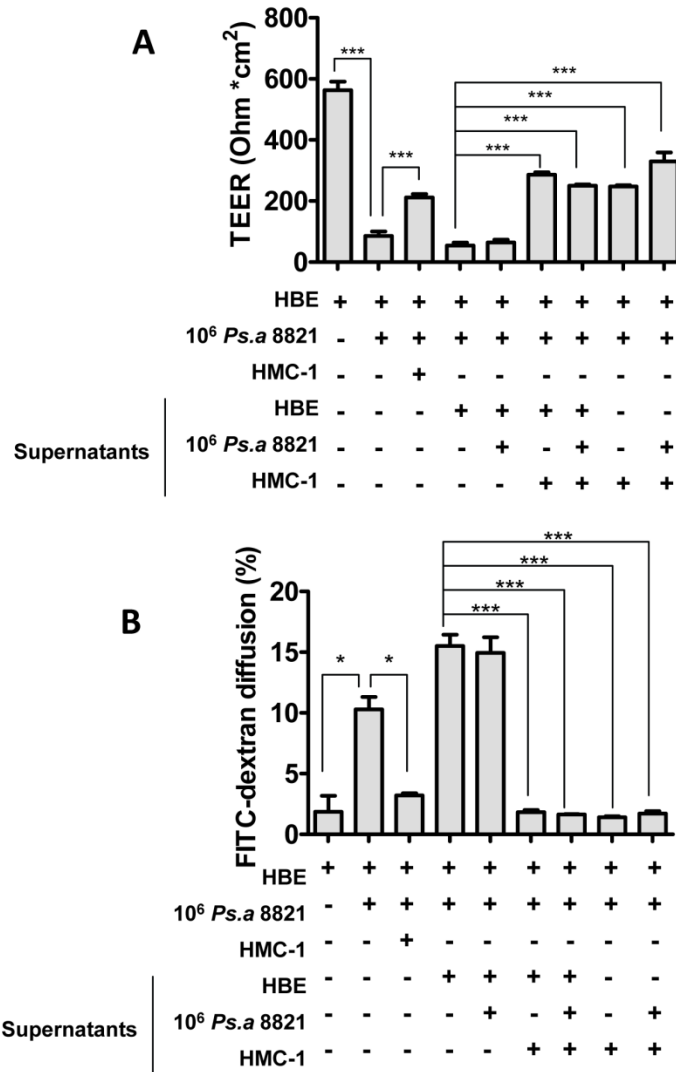 A
TEER (Ohm *cm2)
800
600
400
200
0
***
***
***
***
***
***
HBE + + + + + + + + +
10⁶ Ps.a 8821 - + + + + + + + +
HMC-1 - - + - - - - - -
Supernatants
HBE - - - + + + + - -
10⁶ Ps.a 8821 - - - - + - + - +
HMC-1 - - - - - + + + +
B
FITC-dextran diffusion (%)
20
15
10
5
0
*
*
***
***
***
***
HBE + + + + + + + + +
10⁶ Ps.a 8821 - + + + + + + + +
HMC-1 - - + - - - - - -
Supernatants
HBE - - - + + + + - -
10⁶ Ps.a 8821 - - - - + - + - +
HMC-1 - - - - - + + + +